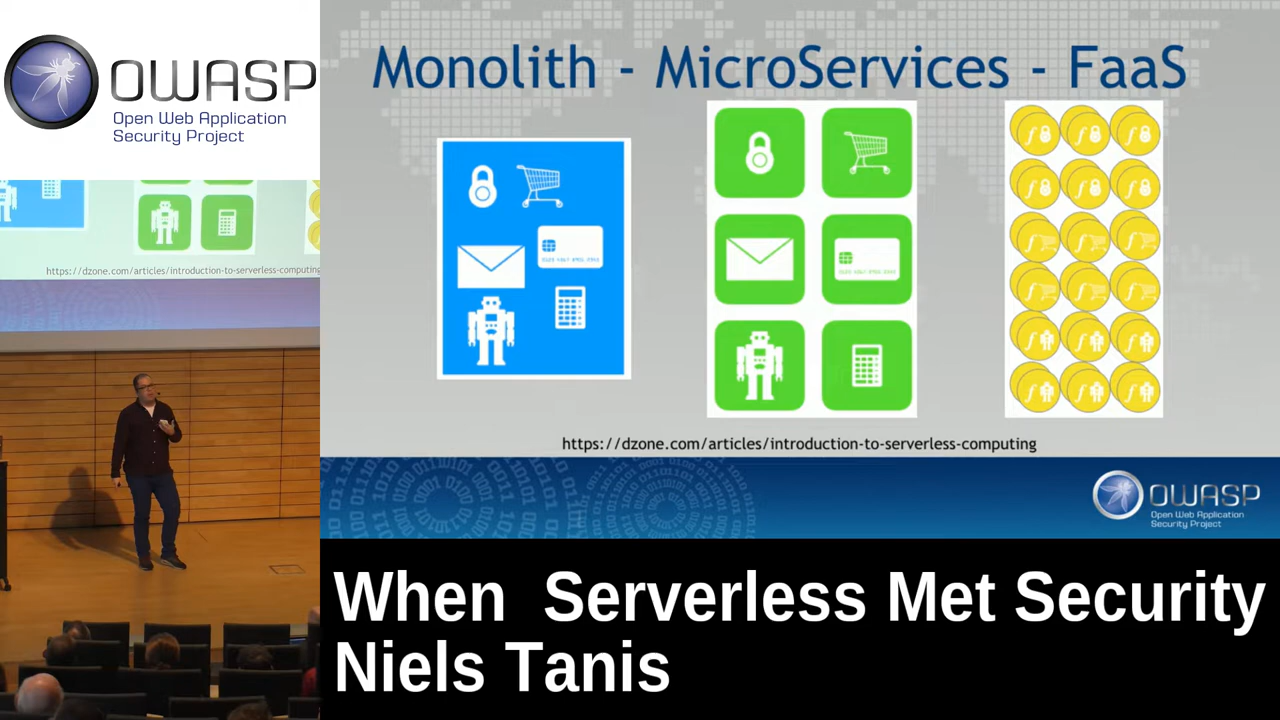 OWASP
Open Web Application
Security Project
https://dzone.com/articles/introduction-to-serverless-computing
Monolith - MicroServices - FaaS
https://dzone.com/articles/introduction-to-serverless-computing
OWASP
Open Web Application
Security Project
When  Serverless Met Security
Niels Tanis